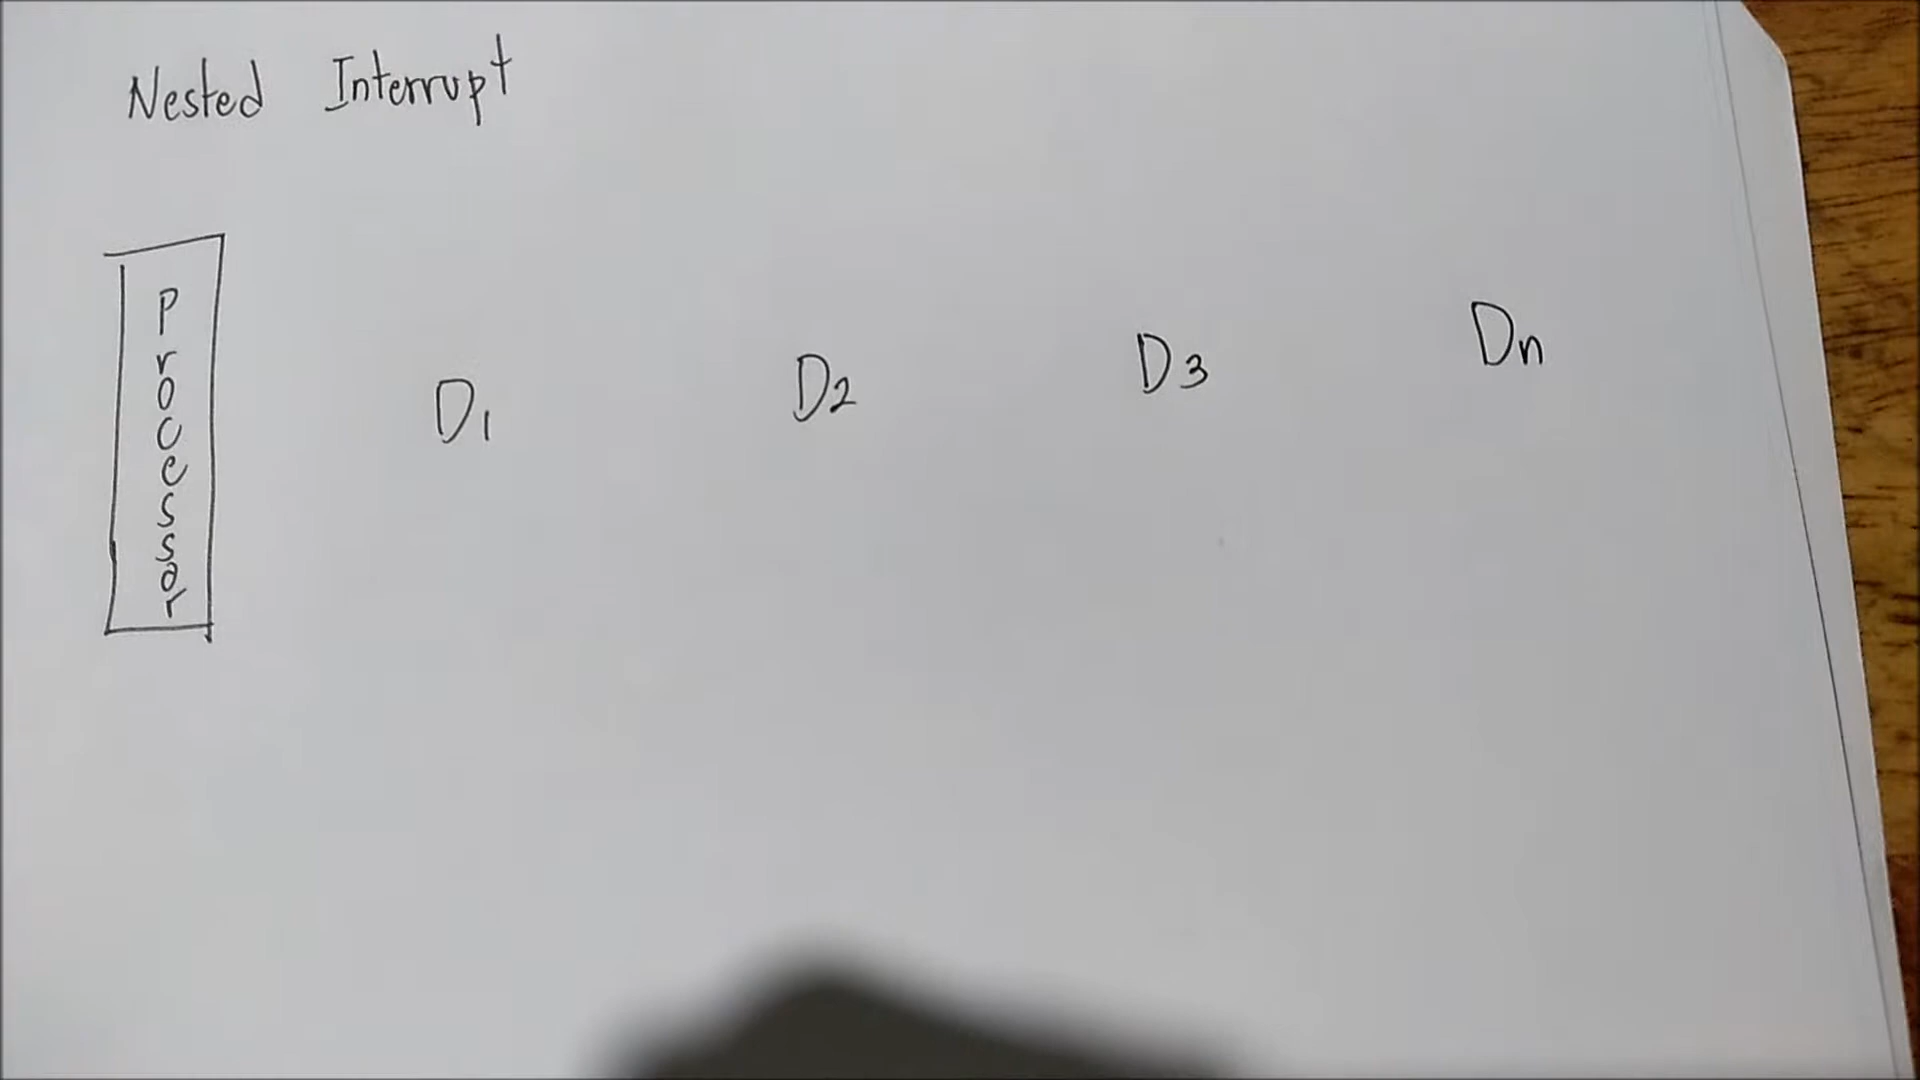 Nested Interrupt
Processor
D1 D2 D3 Dn